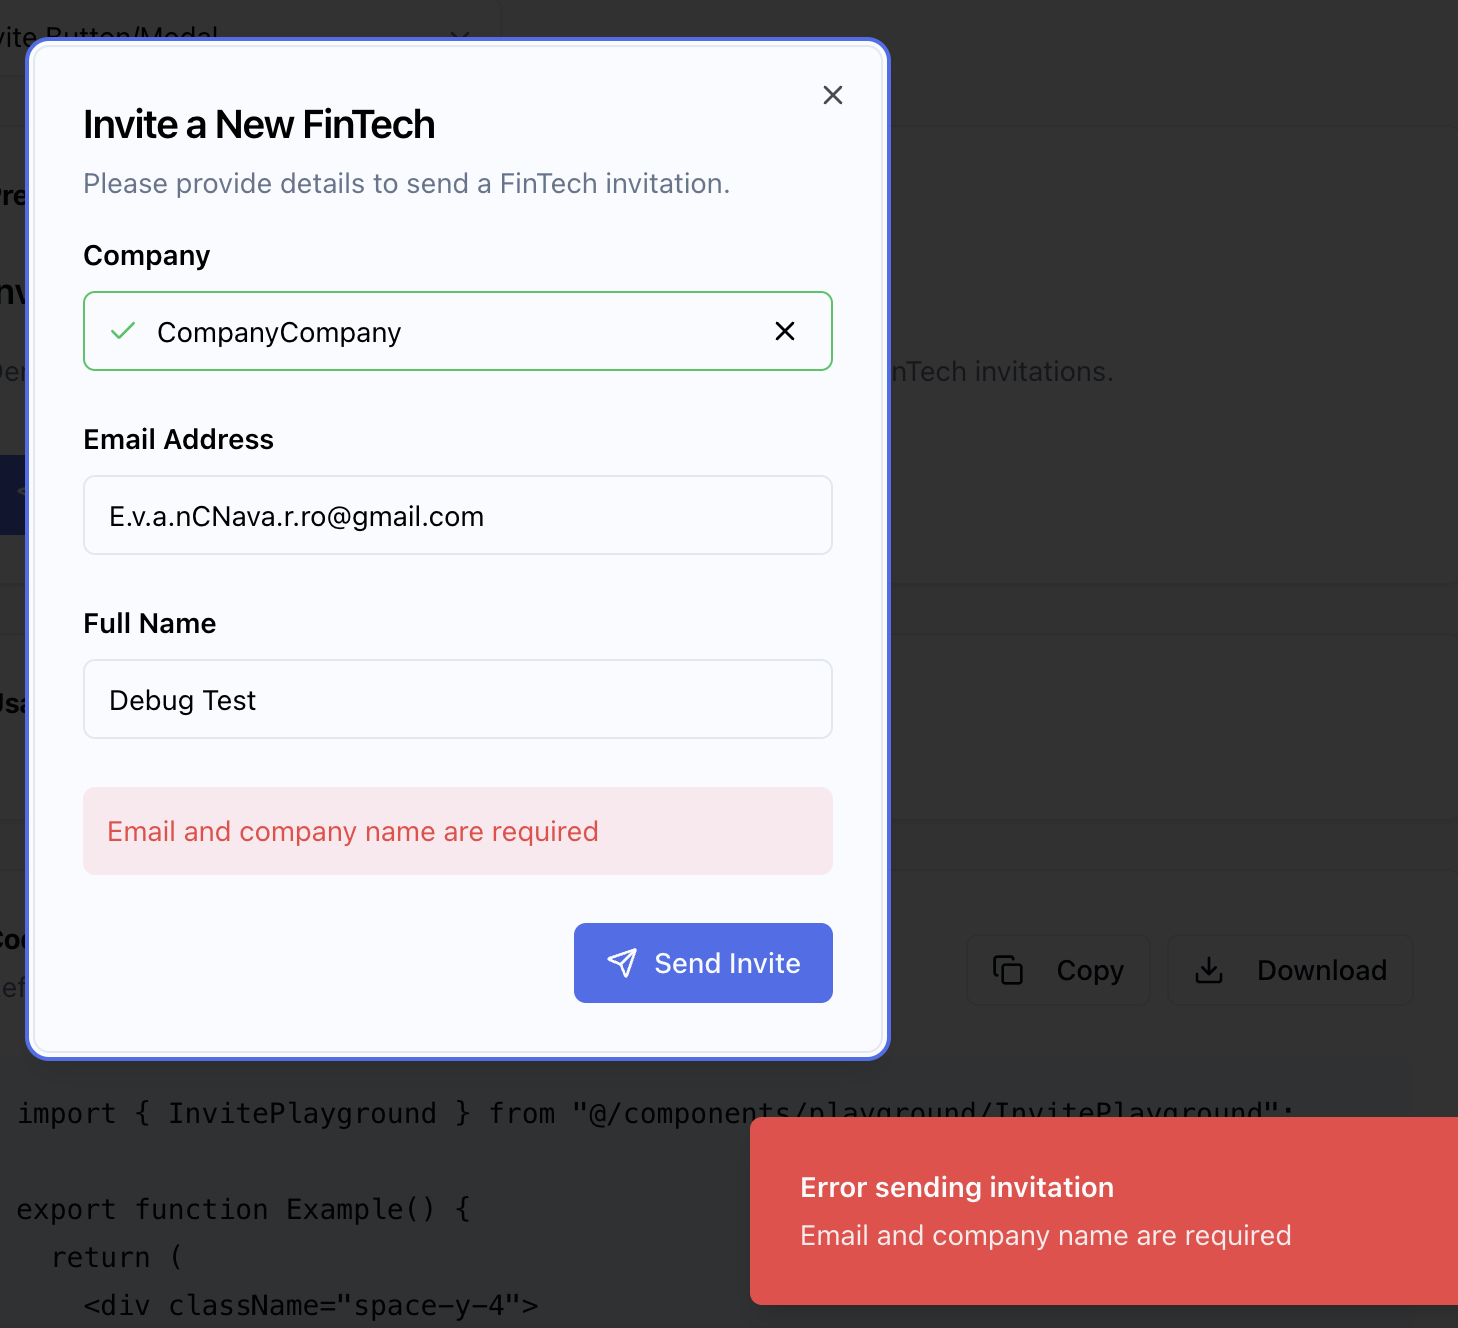 Invite a New FinTech
Please provide details to send a FinTech invitation.
Company
CompanyCompany
Email Address
E.v.a.nCNava.r.ro@gmail.com
Full Name
Debug Test
Email and company name are required
Send Invite
nTech invitations.
Copy
Download
import { InvitePlayground } from "@/components/playground/InvitePlayground";
export function Example() {
return (
<div className="space-y-4">
Error sending invitation
Email and company name are required